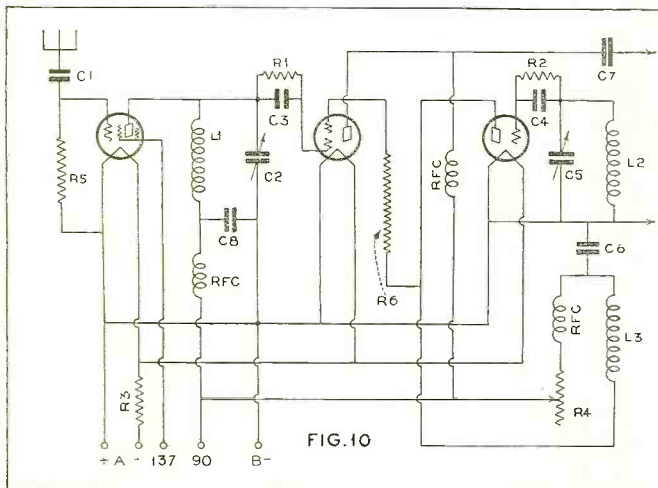 C1
R5
L1
C8
RFC
R1
C3
C2
R6
RFC
R2
C4
C5
C7
L2
C6
RFC
L3
R4
R3
+ A - 137 90 B-
FIG.10